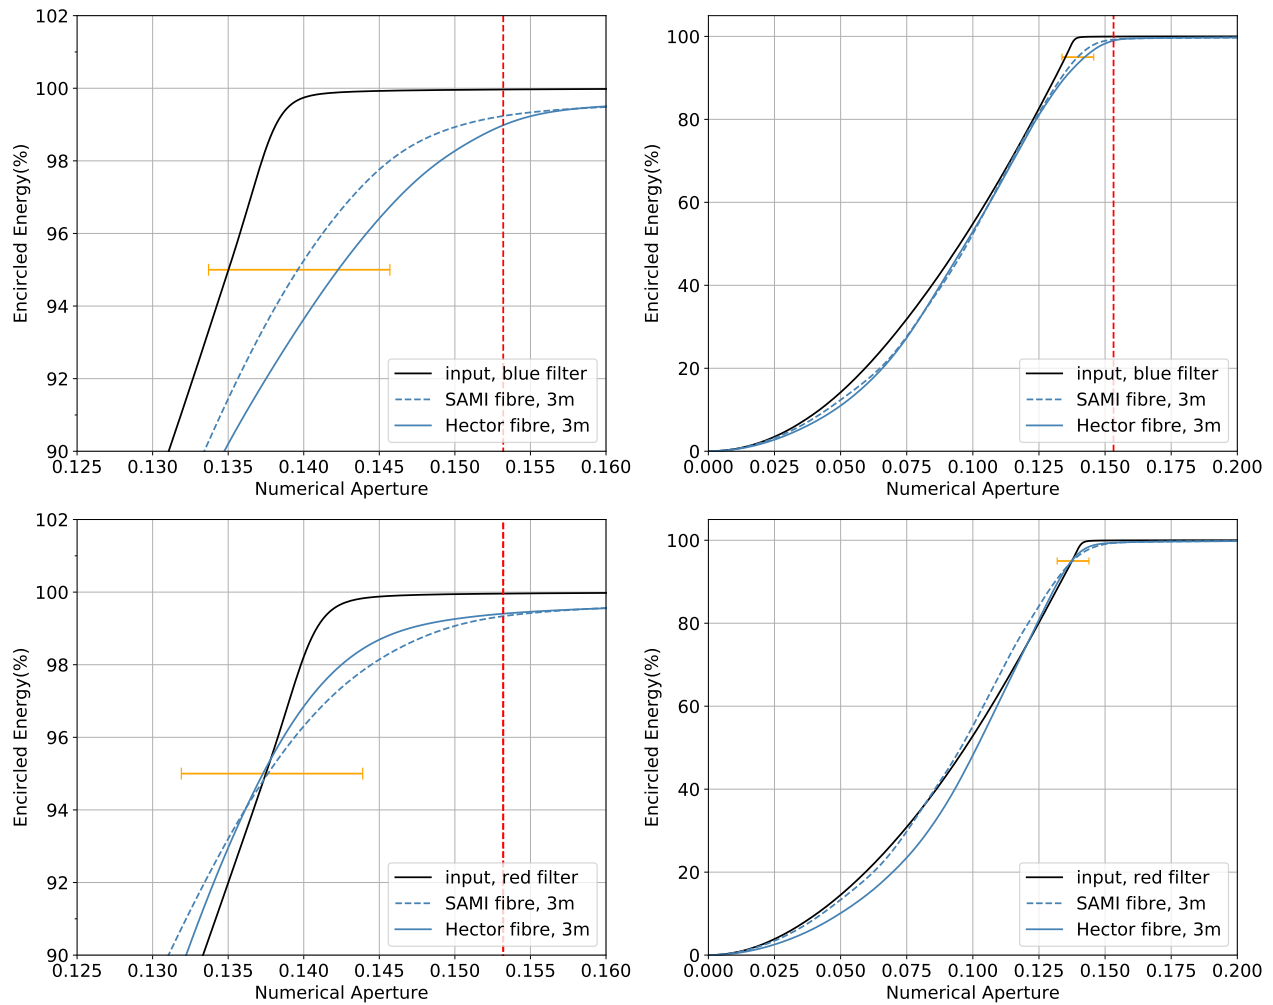 102
100
98
96
94
92
90
Encircled Energy(%)
0.125 0.130 0.135 0.140 0.145 0.150 0.155 0.160
Numerical Aperture
input, blue filter
SAMI fibre, 3m
Hector fibre, 3m
100
80
60
40
20
0
Encircled Energy(%)
0.000 0.025 0.050 0.075 0.100 0.125 0.150 0.175 0.200
Numerical Aperture
input, blue filter
SAMI fibre, 3m
Hector fibre, 3m
102
100
98
96
94
92
90
Encircled Energy(%)
0.125 0.130 0.135 0.140 0.145 0.150 0.155 0.160
Numerical Aperture
input, red filter
SAMI fibre, 3m
Hector fibre, 3m
100
80
60
40
20
0
Encircled Energy(%)
0.000 0.025 0.050 0.075 0.100 0.125 0.150 0.175 0.200
Numerical Aperture
input, red filter
SAMI fibre, 3m
Hector fibre, 3m